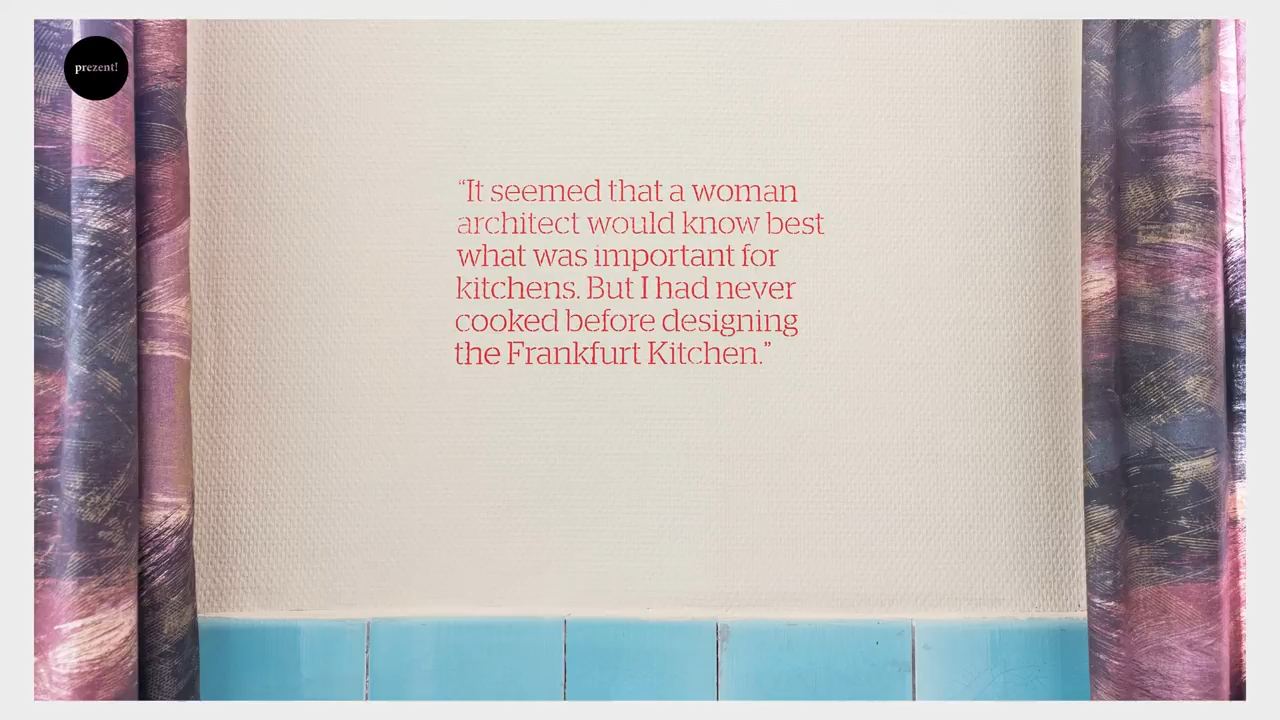 prezent!
“It seemed that a woman
architect would know best
what was important for
kitchens. But I had never
cooked before designing
the Frankfurt Kitchen.”